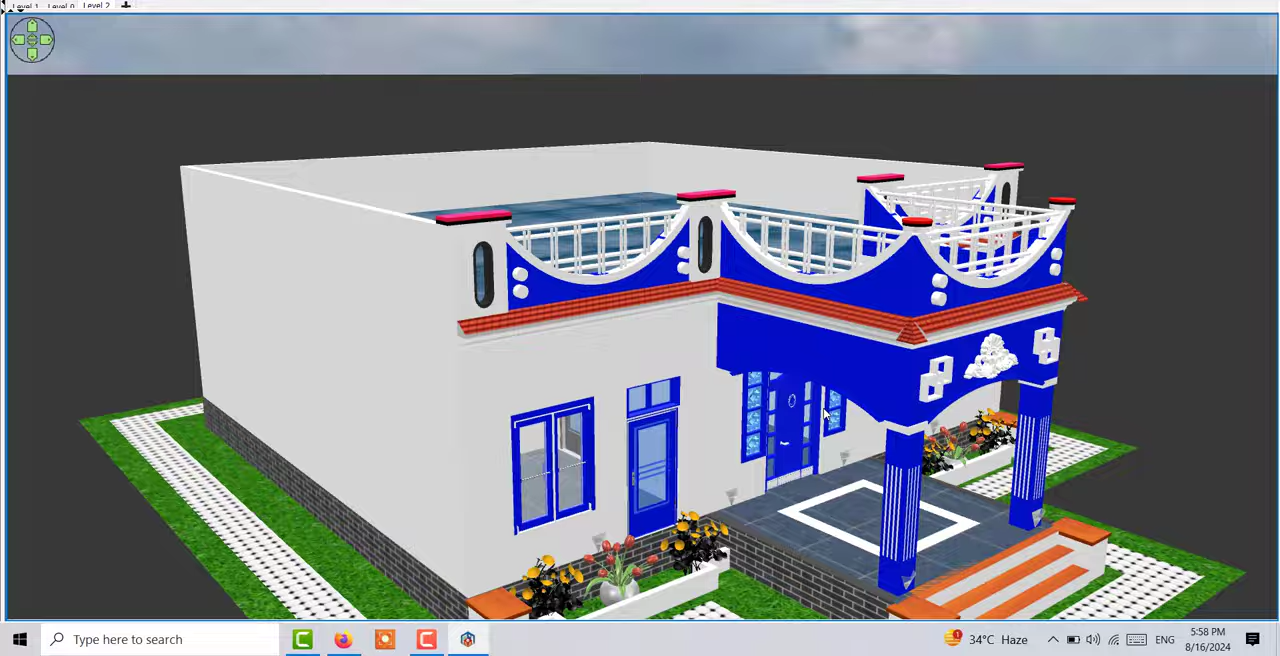 Level 1 Level 0 Level 2
Type here to search
1
34°C Haze
ENG
5:58 PM
8/16/2024